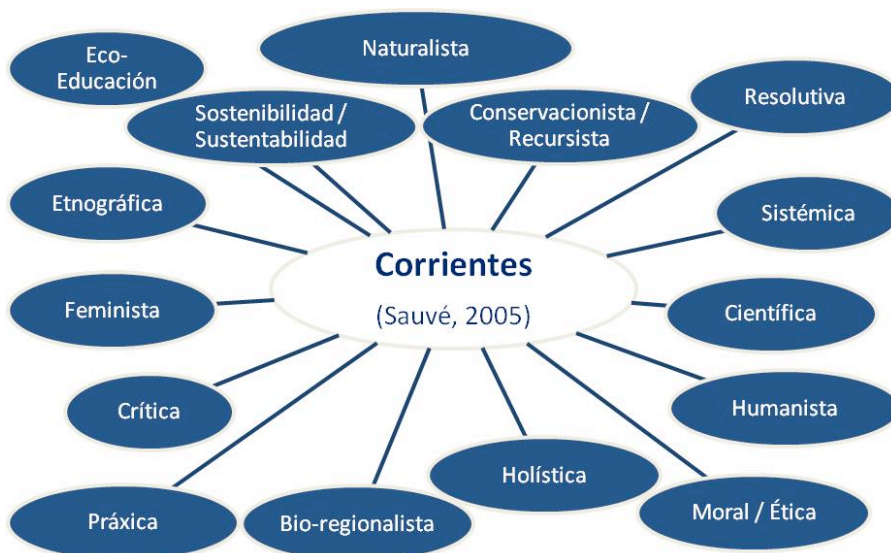 Naturalista
Eco-
Educación
Sostenibilidad /
Sustentabilidad
Conservacionista /
Recursista
Resolutiva
Etnográfica
Sistémica
Corrientes
(Sauvé, 2005)
Feminista
Científica
Crítica
Humanista
Holística
Práxica
Bio-regionalista
Moral / Ética